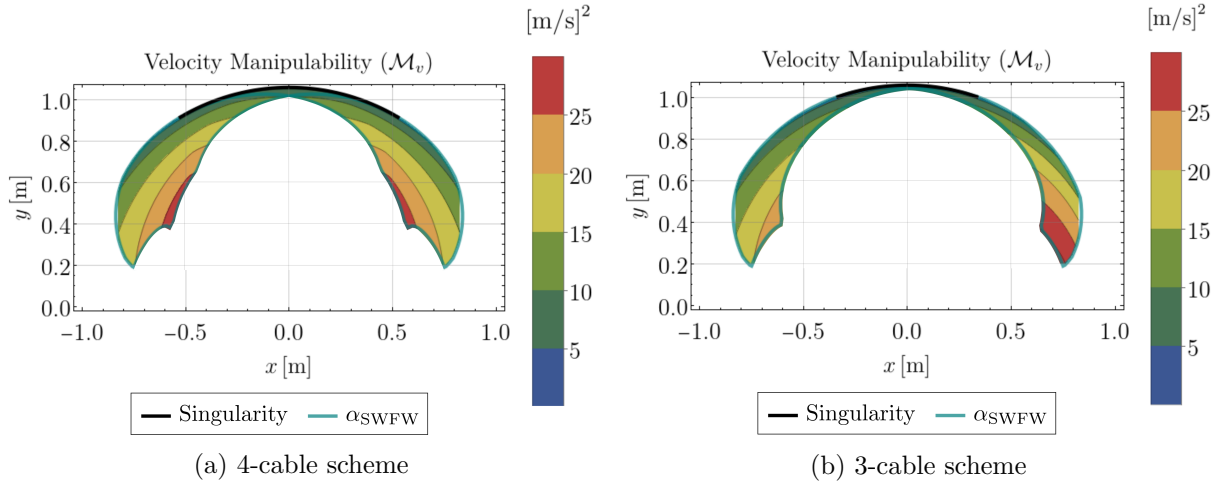 [m/s]²
Velocity Manipulability (𝓜ᵥ)
y [m]
1.0
0.8
0.6
0.4
0.2
0.0
−1.0 −0.5 0.0 0.5 1.0
x [m]
25
20
15
10
5
Singularity α_SWFW
(a) 4-cable scheme
[m/s]²
Velocity Manipulability (𝓜ᵥ)
y [m]
1.0
0.8
0.6
0.4
0.2
0.0
−1.0 −0.5 0.0 0.5 1.0
x [m]
25
20
15
10
5
Singularity α_SWFW
(b) 3-cable scheme